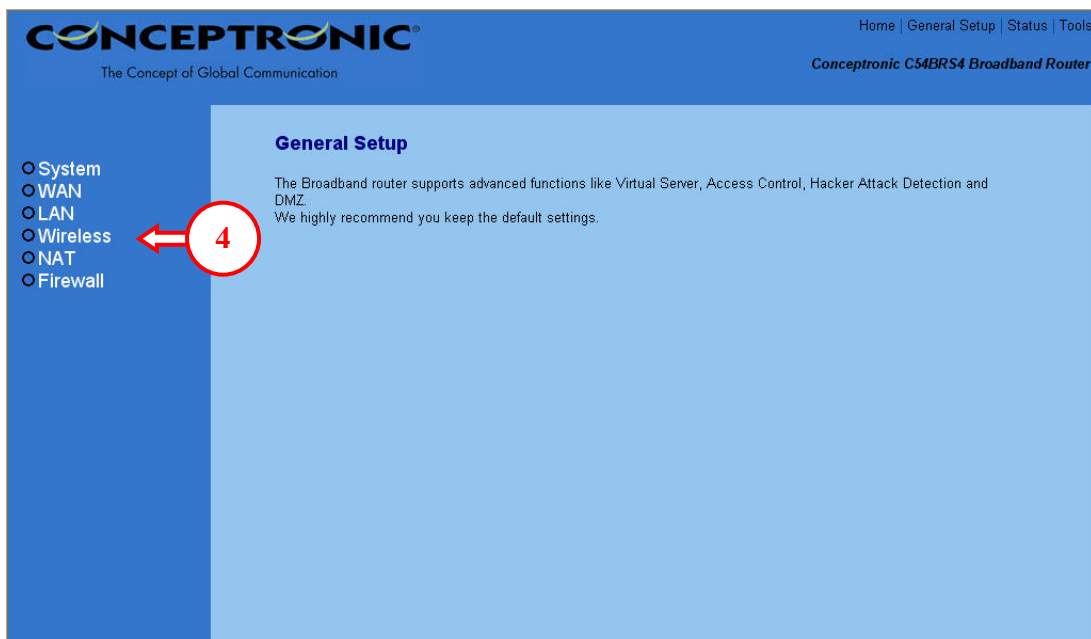 CONCEPTRONIC®
The Concept of Global Communication
Home | General Setup | Status | Tools
Conceptronic C54BRS4 Broadband Router
System
WAN
LAN
Wireless
NAT
Firewall
4
General Setup
The Broadband router supports advanced functions like Virtual Server, Access Control, Hacker Attack Detection and
DMZ.
We highly recommend you keep the default settings.